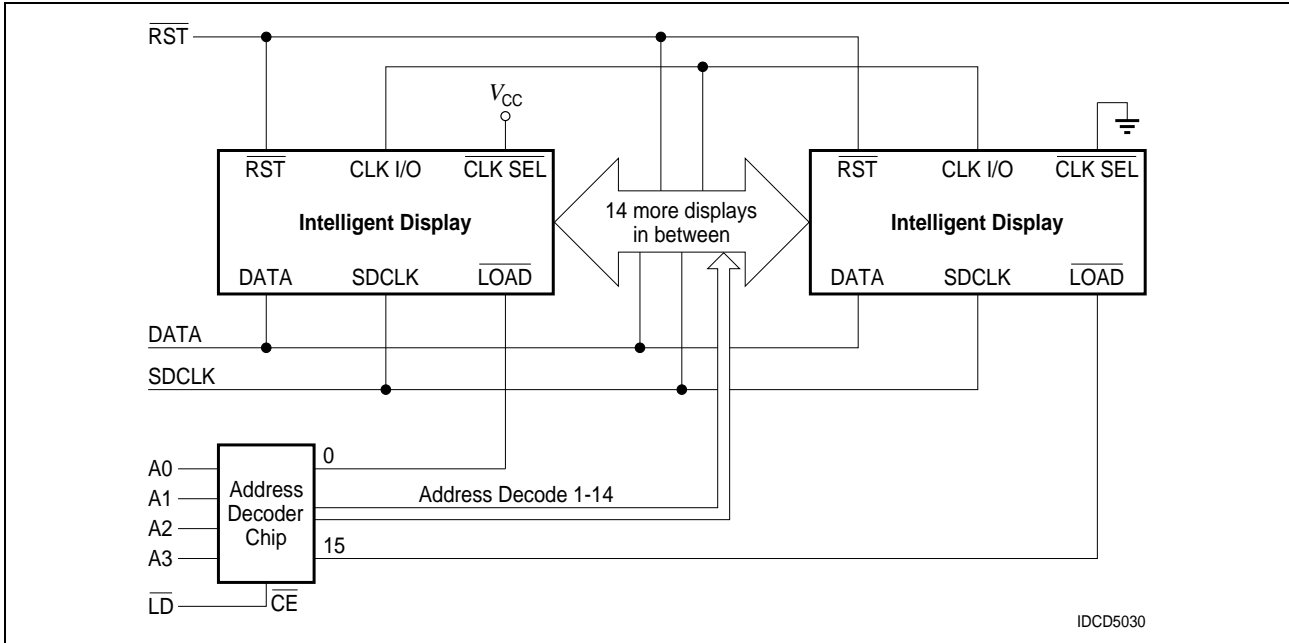 RST
V_CC
RST CLK I/O CLK SEL
Intelligent Display
DATA SDCLK LOAD
14 more displays
in between
RST CLK I/O CLK SEL
Intelligent Display
DATA SDCLK LOAD
DATA
SDCLK
A0
A1
A2
A3
Address
Decoder
Chip
0
Address Decode 1-14
15
LD
CE
IDCD5030